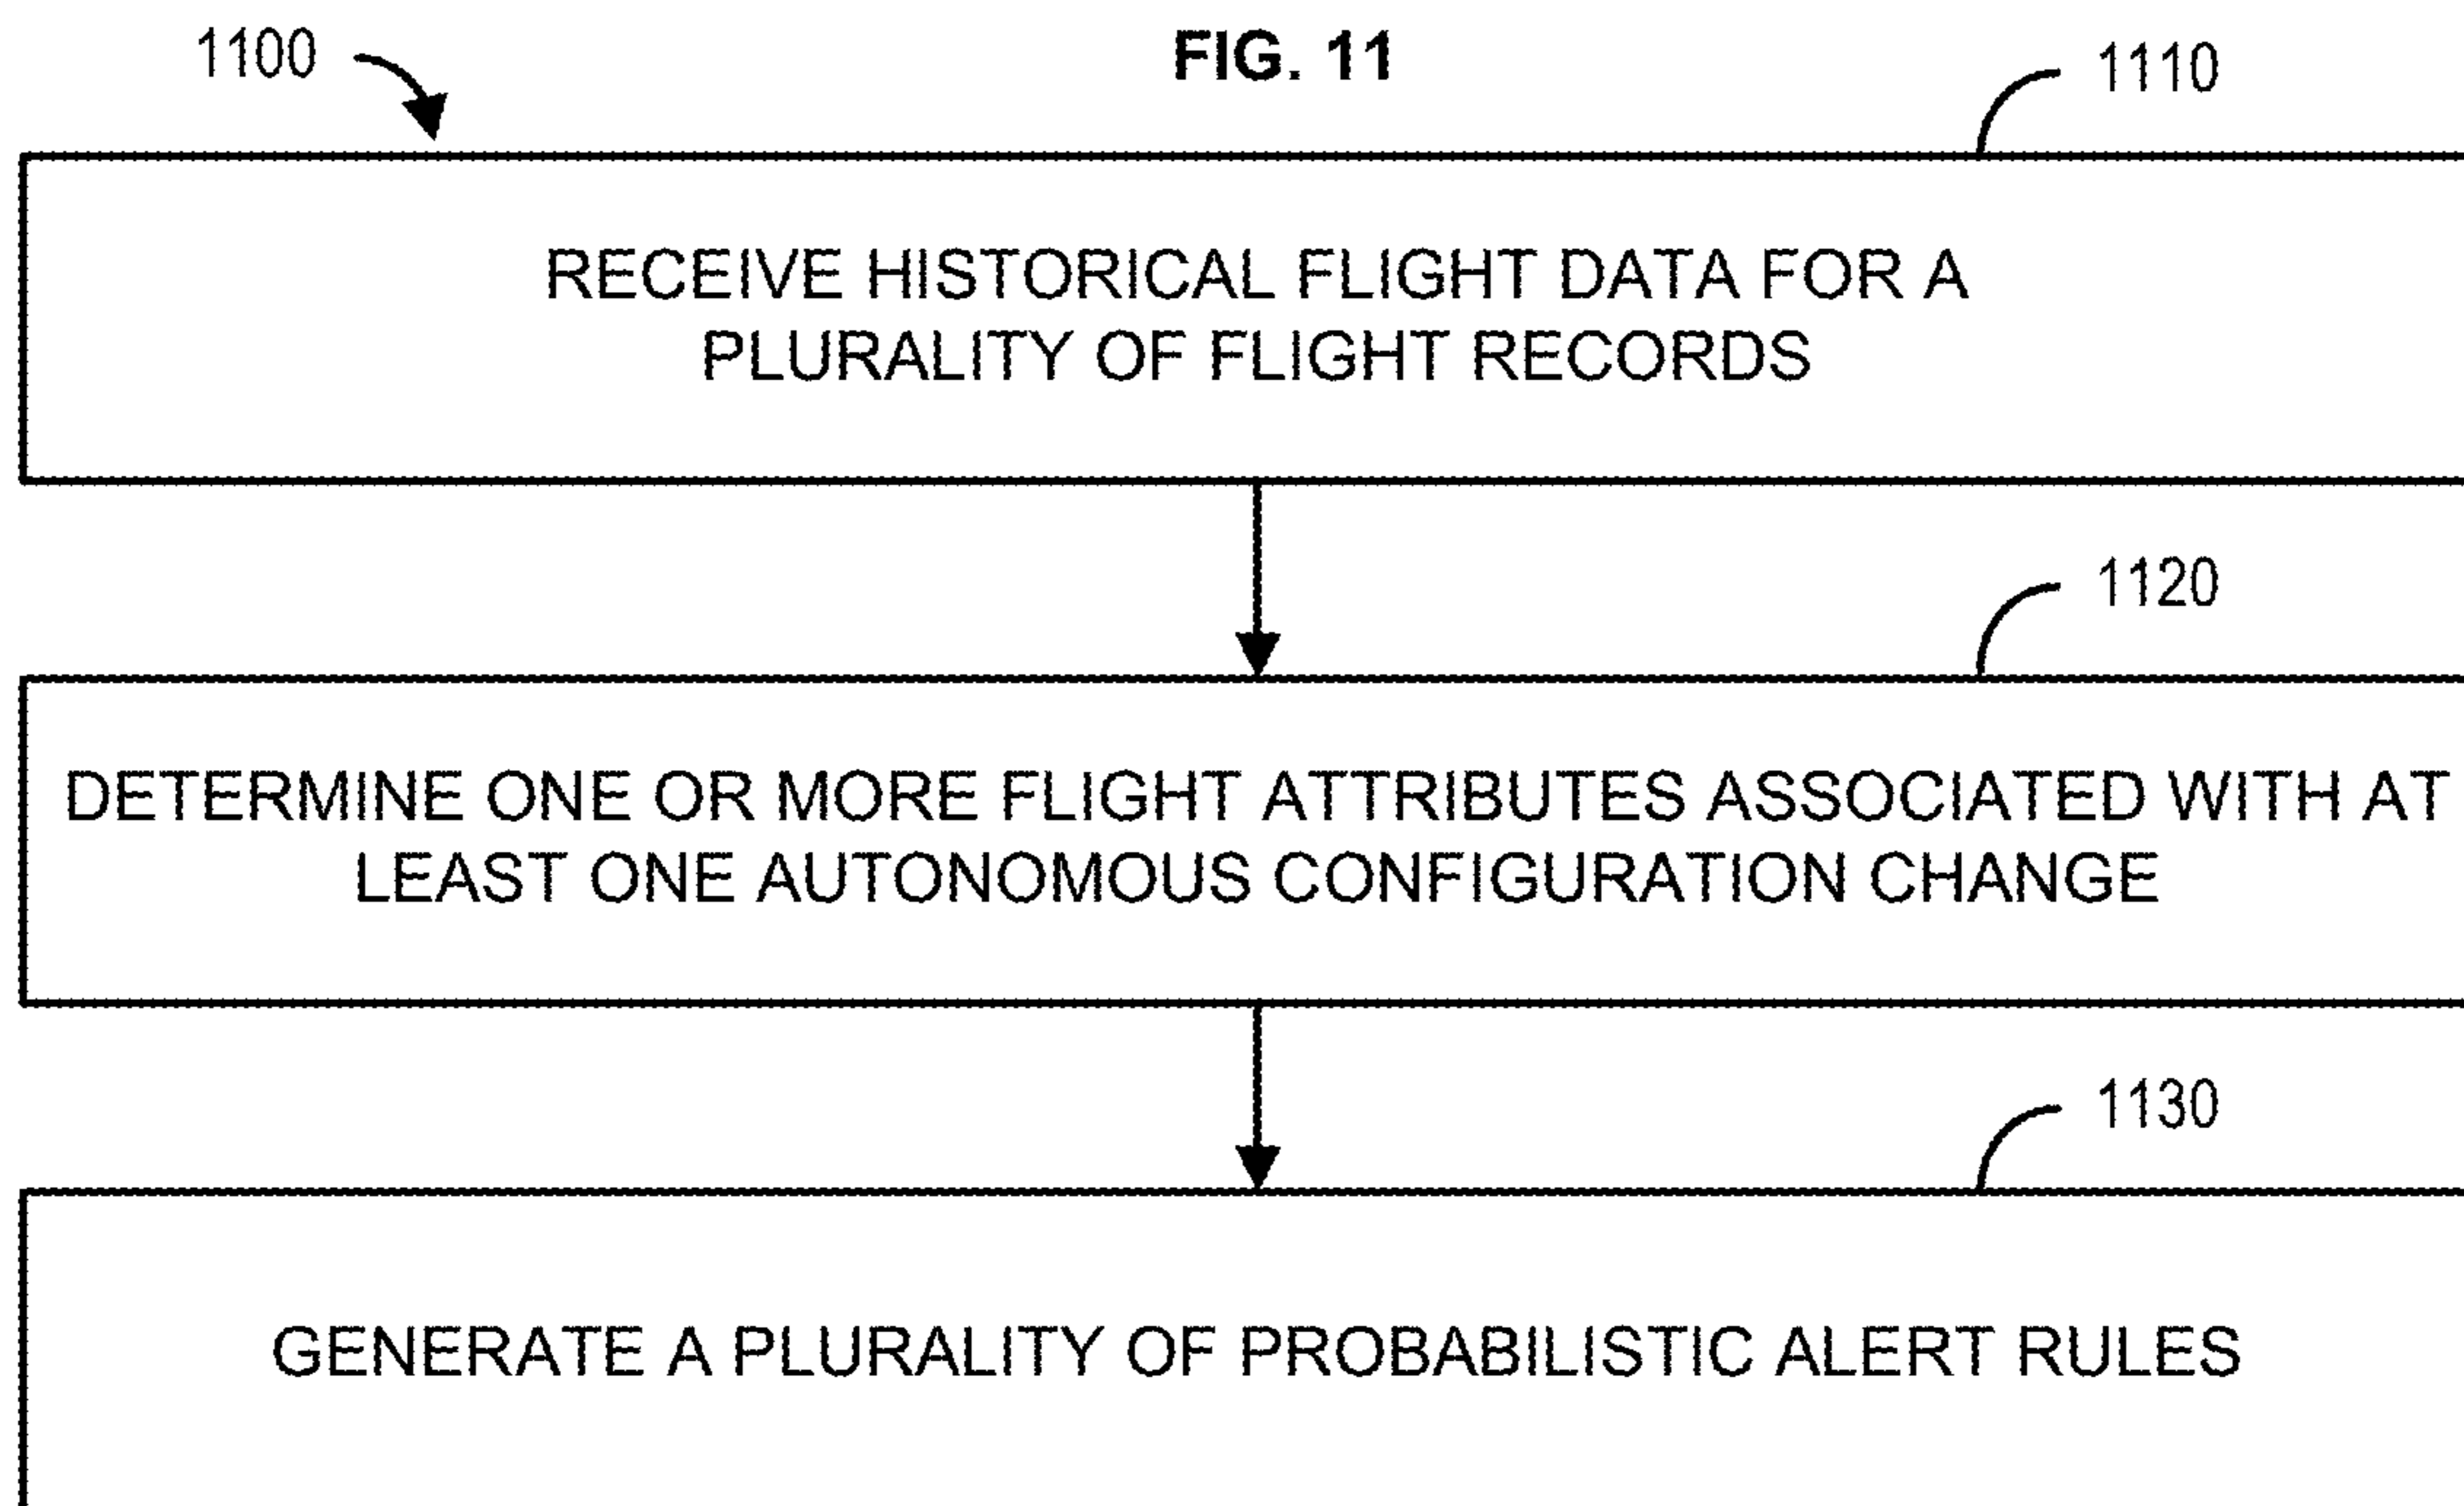 1100
FIG. 11
1110
RECEIVE HISTORICAL FLIGHT DATA FOR A
PLURALITY OF FLIGHT RECORDS
1120
DETERMINE ONE OR MORE FLIGHT ATTRIBUTES ASSOCIATED WITH AT
LEAST ONE AUTONOMOUS CONFIGURATION CHANGE
1130
GENERATE A PLURALITY OF PROBABILISTIC ALERT RULES